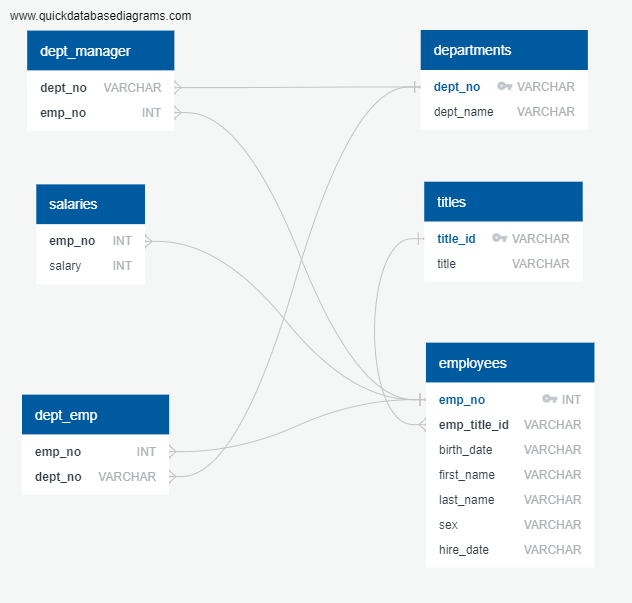 www.quickdatabasediagrams.com
dept_manager
dept_no VARCHAR
emp_no INT
departments
dept_no VARCHAR
dept_name VARCHAR
salaries
emp_no INT
salary INT
titles
title_id VARCHAR
title VARCHAR
dept_emp
emp_no INT
dept_no VARCHAR
employees
emp_no INT
emp_title_id VARCHAR
birth_date VARCHAR
first_name VARCHAR
last_name VARCHAR
sex VARCHAR
hire_date VARCHAR